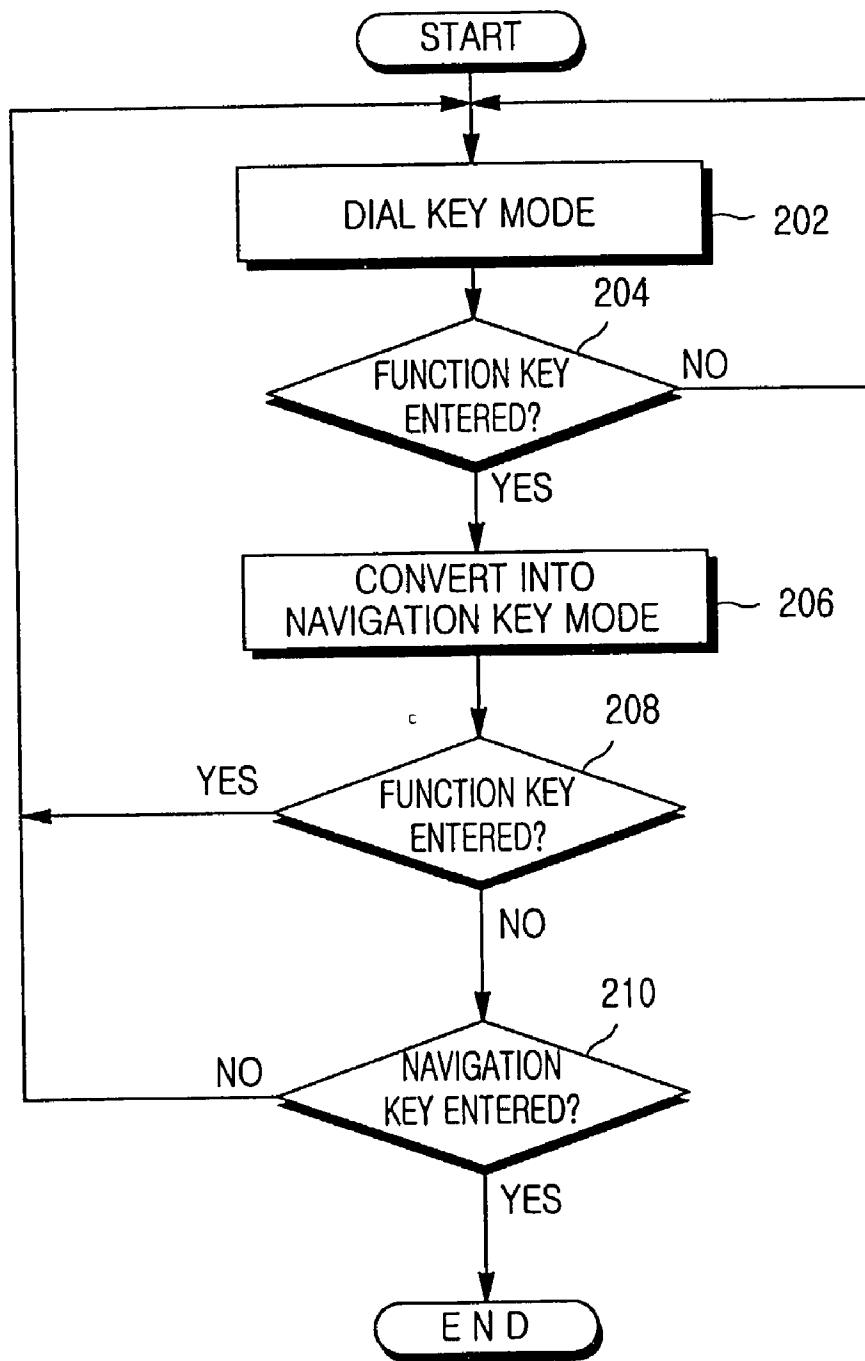 START
DIAL KEY MODE
202
204
FUNCTION KEY
ENTERED?
NO
YES
CONVERT INTO
NAVIGATION KEY MODE
206
208
YES
FUNCTION KEY
ENTERED?
NO
210
NO
NAVIGATION
KEY ENTERED?
YES
END